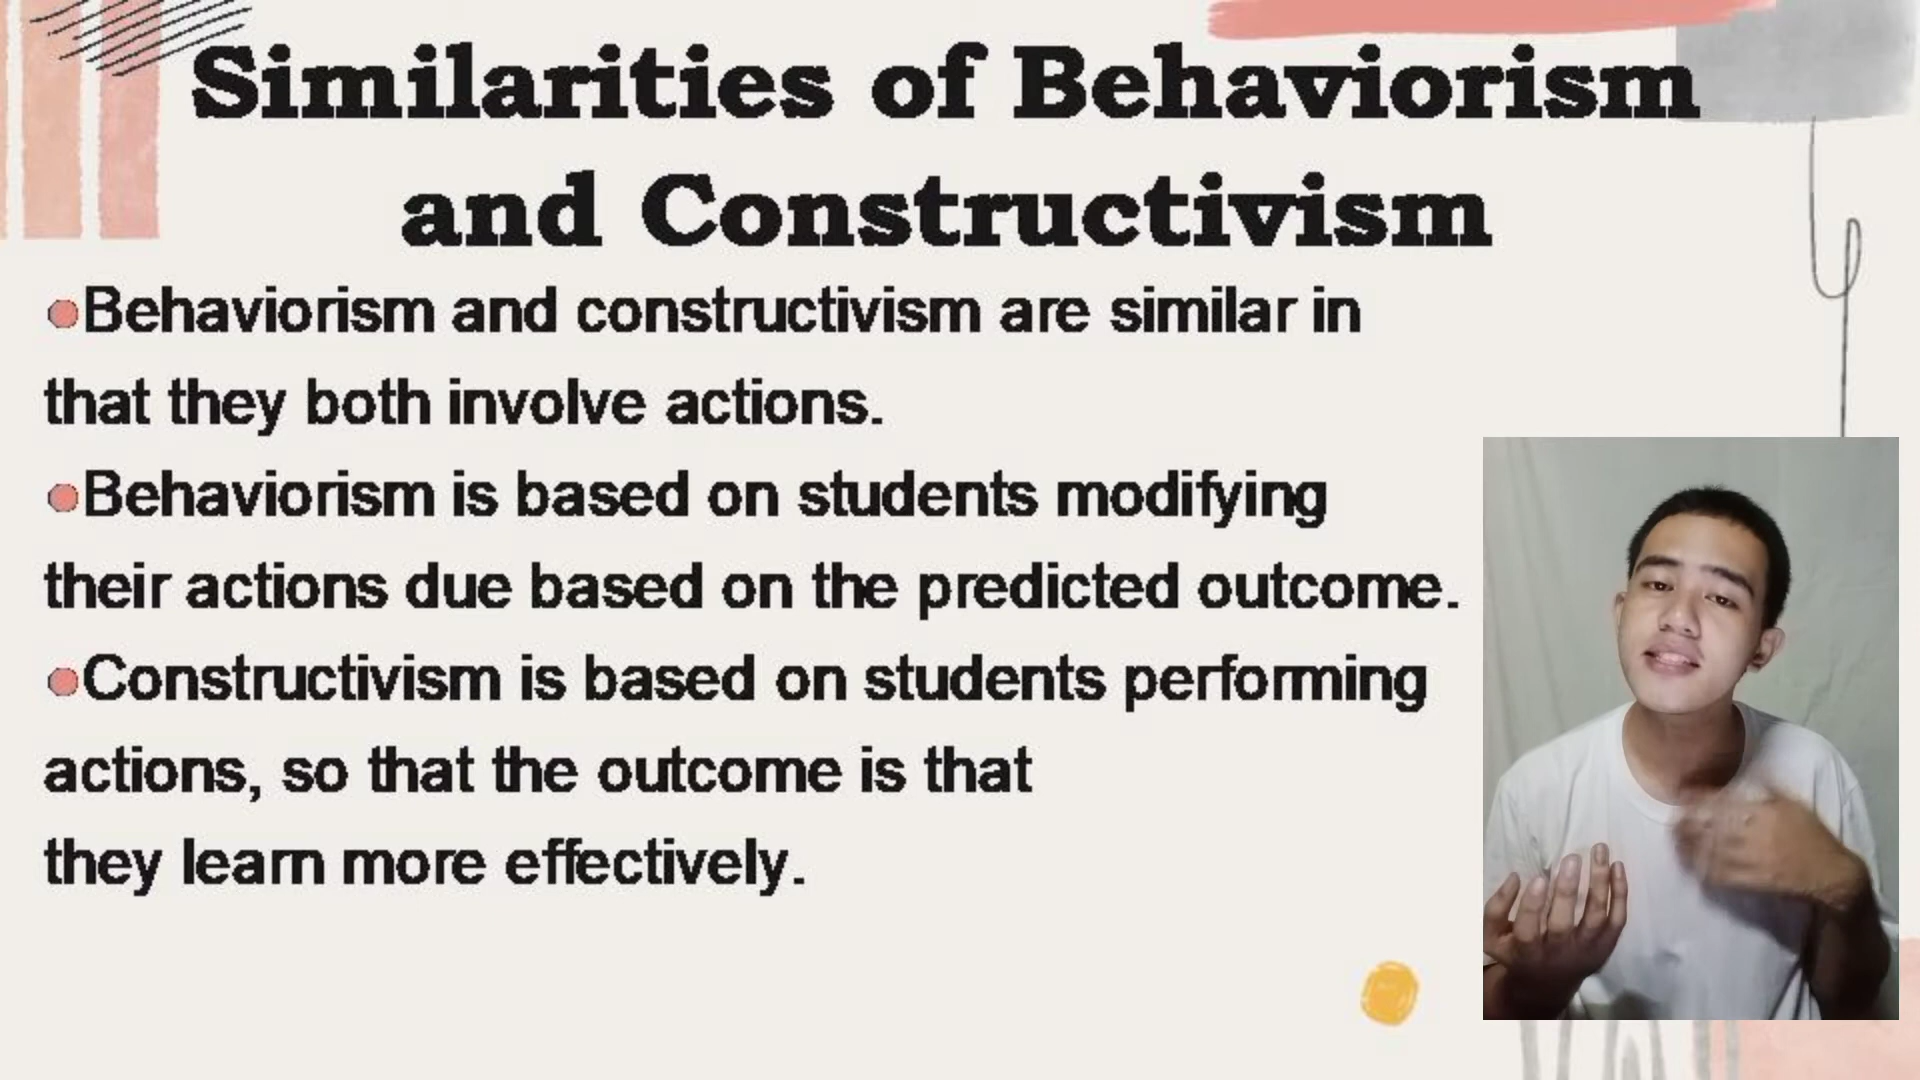 Similarities of Behaviorism
and Constructivism
•Behaviorism and constructivism are similar in
that they both involve actions.
•Behaviorism is based on students modifying
their actions due based on the predicted outcome.
•Constructivism is based on students performing
actions, so that the outcome is that
they learn more effectively.